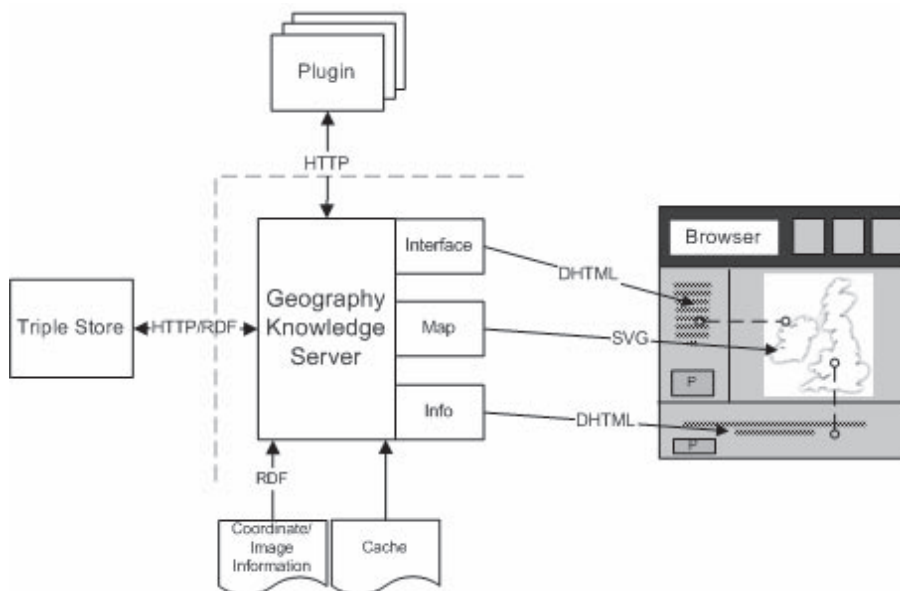 Plugin
HTTP
Interface
Browser
DHTML
Geography
Knowledge
Server
Triple Store
HTTP/RDF
Map
SVG
P
Info
DHTML
P
RDF
Coordinate/
Image
Information
Cache